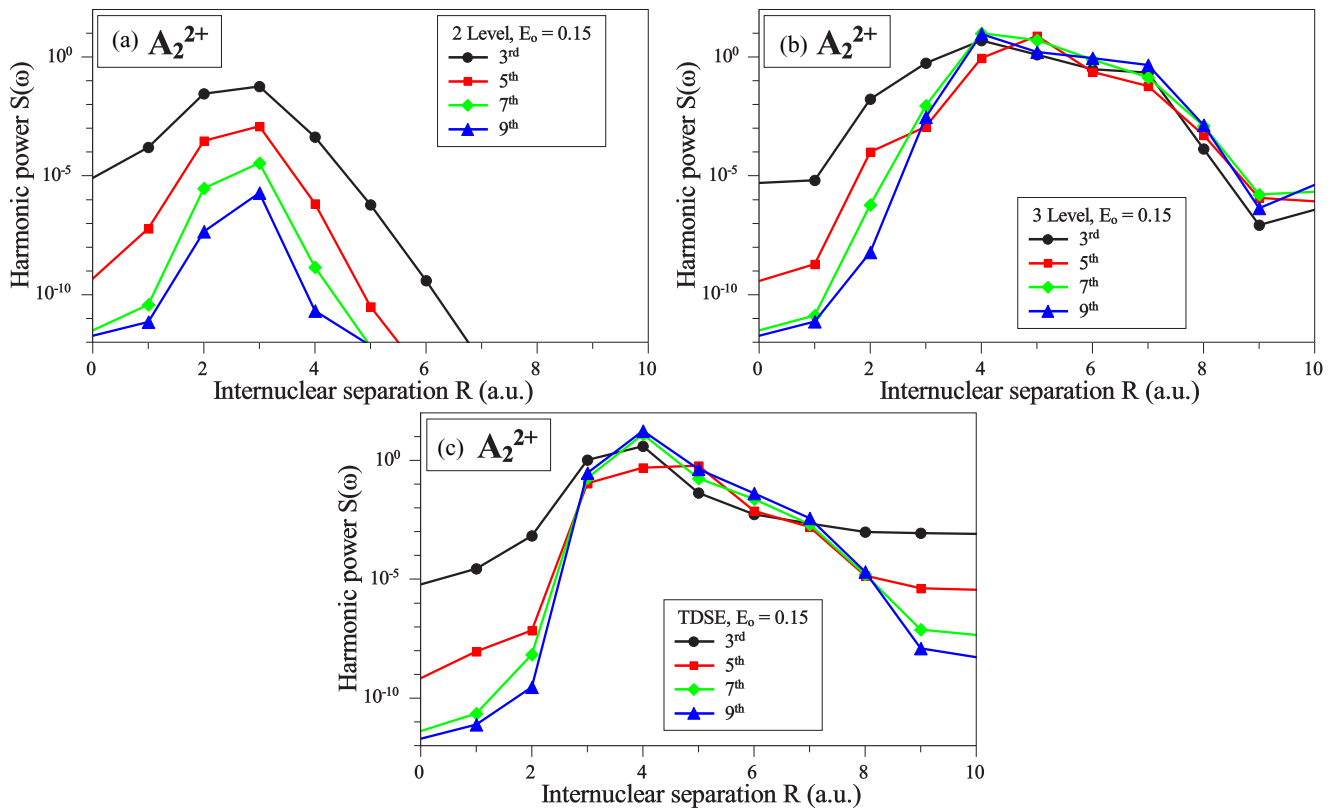 (a) A₂²⁺
2 Level, Eₒ = 0.15
3ʳᵈ
5ᵗʰ
7ᵗʰ
9ᵗʰ
Harmonic power S(ω)
10⁰
10⁻⁵
10⁻¹⁰
0 2 4 6 8 10
Internuclear separation R (a.u.)
(b) A₂²⁺
3 Level, Eₒ = 0.15
3ʳᵈ
5ᵗʰ
7ᵗʰ
9ᵗʰ
Harmonic power S(ω)
10⁰
10⁻⁵
10⁻¹⁰
0 2 4 6 8 10
Internuclear separation R (a.u.)
(c) A₂²⁺
TDSE, Eₒ = 0.15
3ʳᵈ
5ᵗʰ
7ᵗʰ
9ᵗʰ
Harmonic power S(ω)
10⁰
10⁻⁵
10⁻¹⁰
0 2 4 6 8 10
Internuclear separation R (a.u.)